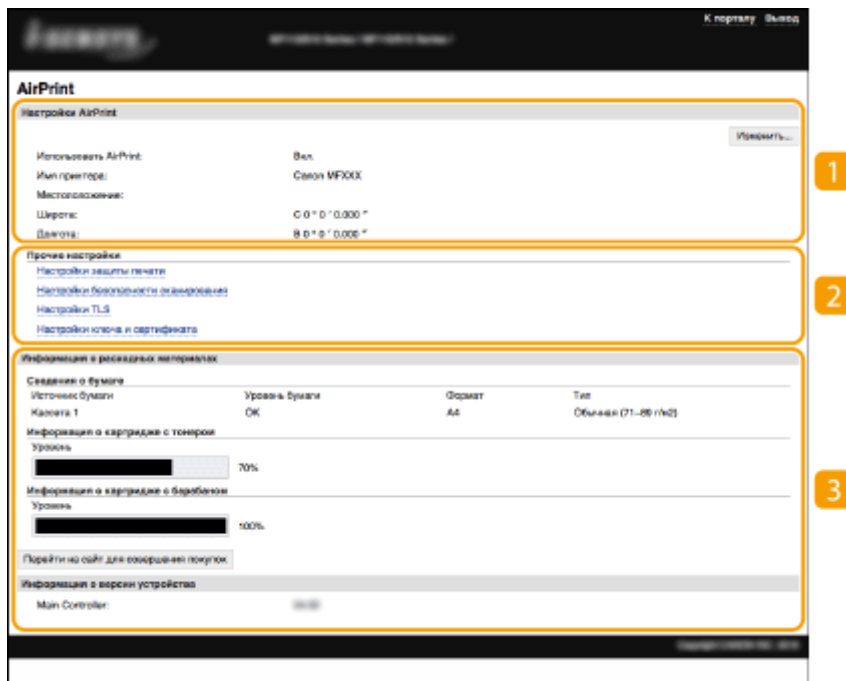 К порталу Выход
AirPrint
Настройки AirPrint
Изменить...
1
Использовать AirPrint: Вкл.
Имя принтера: Canon MFXXX
Местоположение:
Широта: С 0 ° 0 ' 0.000 "
Долгота: В 0 ° 0 ' 0.000 "
Прочие настройки
Настройки защиты печати
Настройки безопасности сканирования
2
Настройки TLS
Настройки ключа и сертификата
Информация о расходных материалах
Сведения о бумаге
Источник бумаги Уровень бумаги Формат Тип
Кассета 1 OK A4 Обычная (71–89 г/м2)
Информация о картридже с тонером
Уровень
70%
Информация о картридже с барабаном
3
Уровень
100%
Перейти на сайт для совершения покупок
Информация о версии устройства
Main Controller: